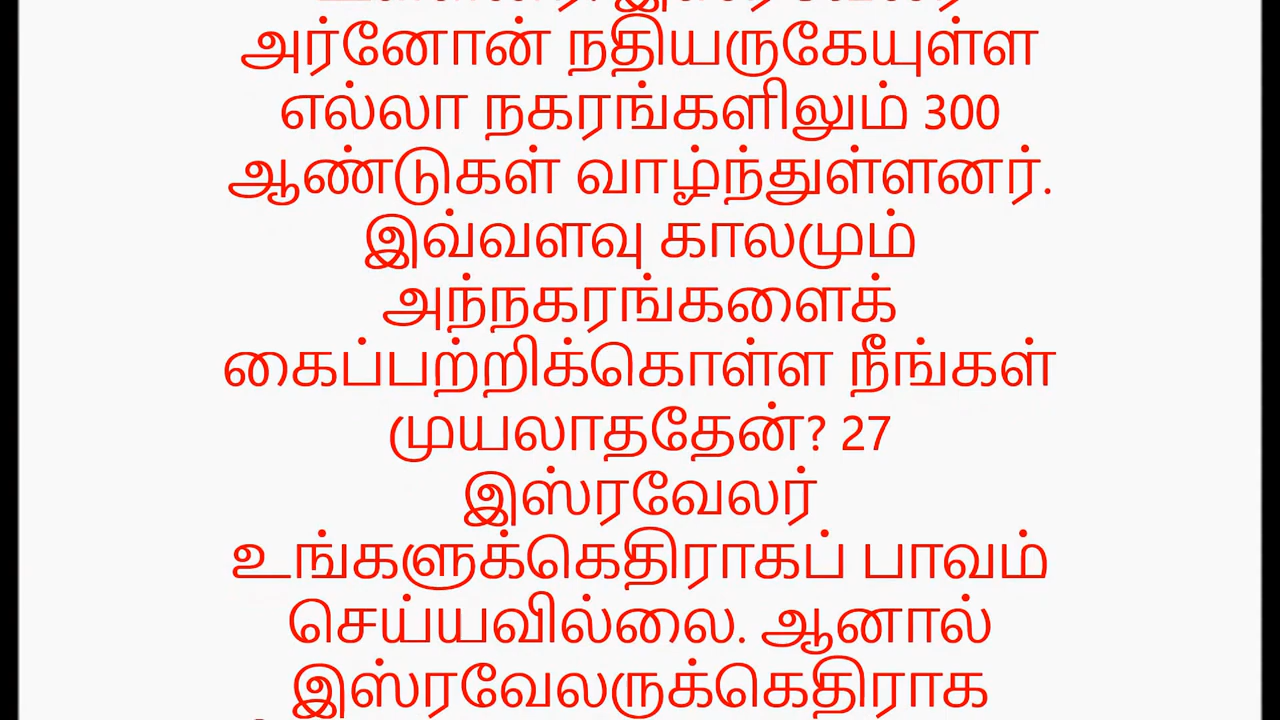 அர்னோன் நதியருகேயுள்ள
எல்லா நகரங்களிலும் 300
ஆண்டுகள் வாழ்ந்துள்ளனர்.
இவ்வளவு காலமும்
அந்நகரங்களைக்
கைப்பற்றிக்கொள்ள நீங்கள்
முயலாததேன்? 27
இஸ்ரவேலர்
உங்களுக்கெதிராகப் பாவம்
செய்யவில்லை. ஆனால்
இஸ்ரவேலருக்கெதிராக